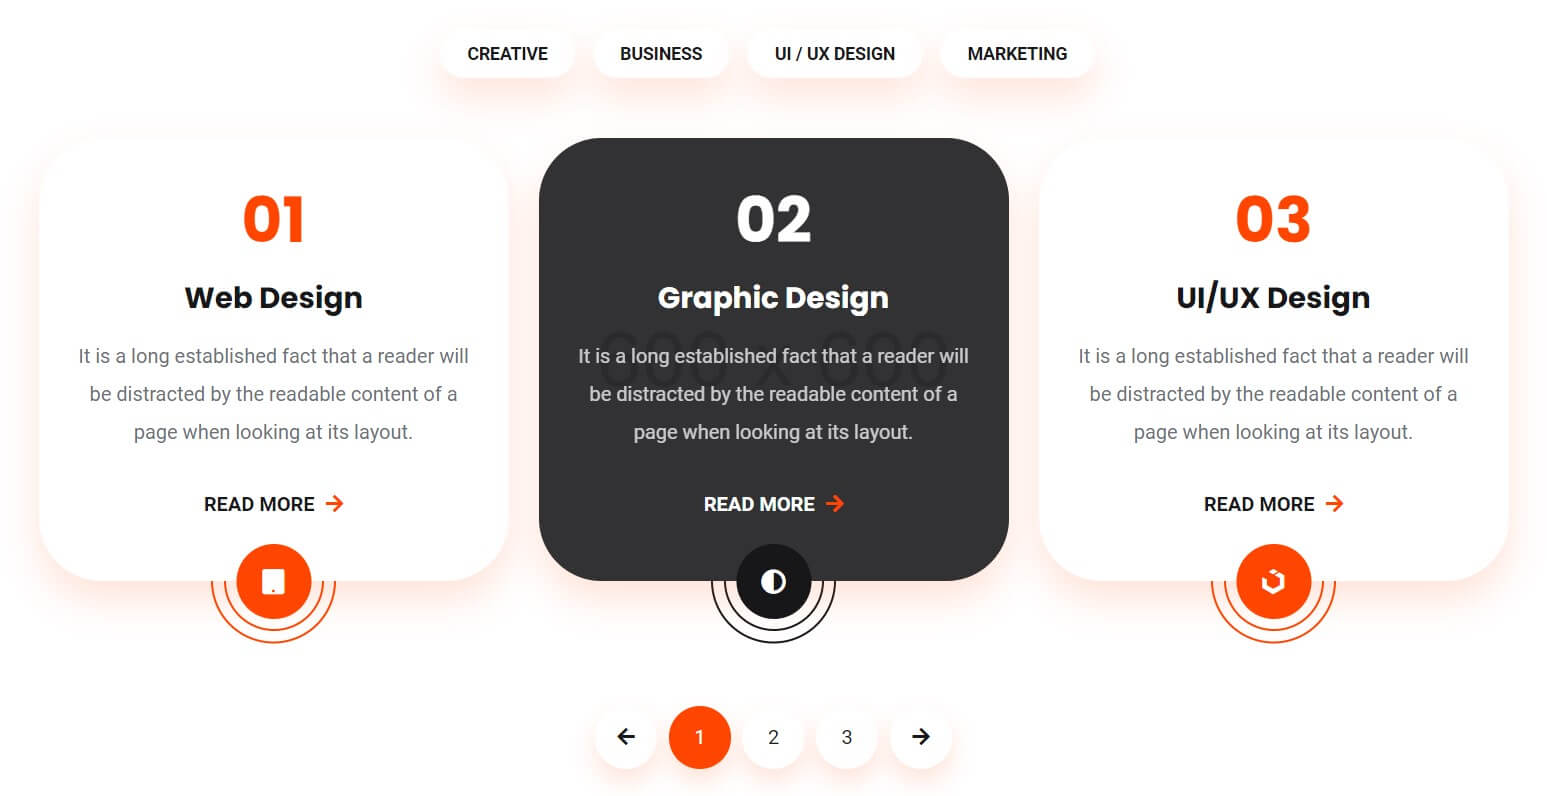 CREATIVE
BUSINESS
UI / UX DESIGN
MARKETING
01
Web Design
It is a long established fact that a reader will
be distracted by the readable content of a
page when looking at its layout.
READ MORE
02
Graphic Design
600 x 600
It is a long established fact that a reader will
be distracted by the readable content of a
page when looking at its layout.
READ MORE
03
UI/UX Design
It is a long established fact that a reader will
be distracted by the readable content of a
page when looking at its layout.
READ MORE
1
2
3